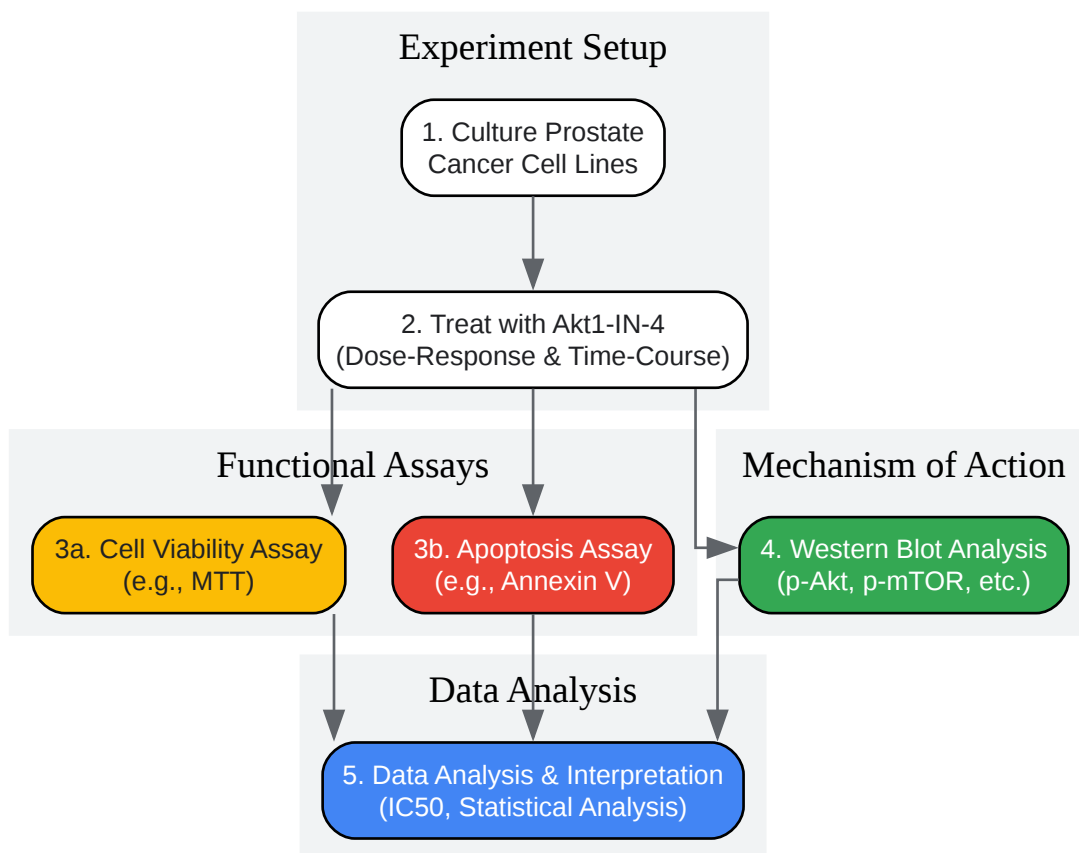 Experiment Setup
1. Culture Prostate
Cancer Cell Lines
2. Treat with Akt1-IN-4
(Dose-Response & Time-Course)
Functional Assays
Mechanism of Action
3a. Cell Viability Assay
(e.g., MTT)
3b. Apoptosis Assay
(e.g., Annexin V)
4. Western Blot Analysis
(p-Akt, p-mTOR, etc.)
Data Analysis
5. Data Analysis & Interpretation
(IC50, Statistical Analysis)